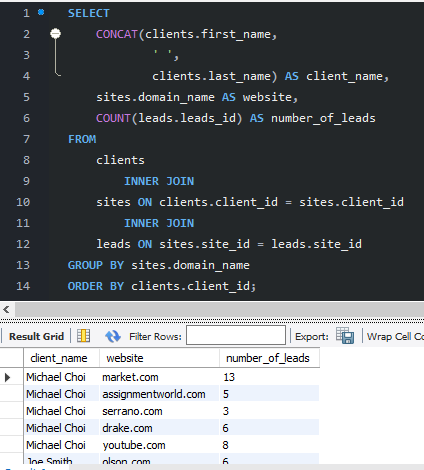 1 SELECT
2 CONCAT(clients.first_name,
3 ' ',
4 clients.last_name) AS client_name,
5 sites.domain_name AS website,
6 COUNT(leads.leads_id) AS number_of_leads
7 FROM
8 clients
9 INNER JOIN
10 sites ON clients.client_id = sites.client_id
11 INNER JOIN
12 leads ON sites.site_id = leads.site_id
13 GROUP BY sites.domain_name
14 ORDER BY clients.client_id;
Result Grid Filter Rows: Export: Wrap Cell Co
client_name website number_of_leads
Michael Choi market.com 13
Michael Choi assignmentworld.com 5
Michael Choi serrano.com 3
Michael Choi drake.com 6
Michael Choi youtube.com 8
Joe Smith olson.com 6